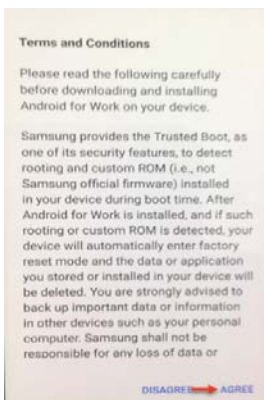 Terms and Conditions
Please read the following carefully
before downloading and installing
Android for Work on your device.
Samsung provides the Trusted Boot, as
one of its security features, to detect
rooting and custom ROM (i.e., not
Samsung official firmware) installed
in your device during boot time. After
Android for Work is installed, and if such
rooting or custom ROM is detected, your
device will automatically enter factory
reset mode and the data or application
you stored or installed in your device will
be deleted. You are strongly advised to
back up important data or information
in other devices such as your personal
computer. Samsung shall not be
responsible for any loss of data or
DISAGREE AGREE